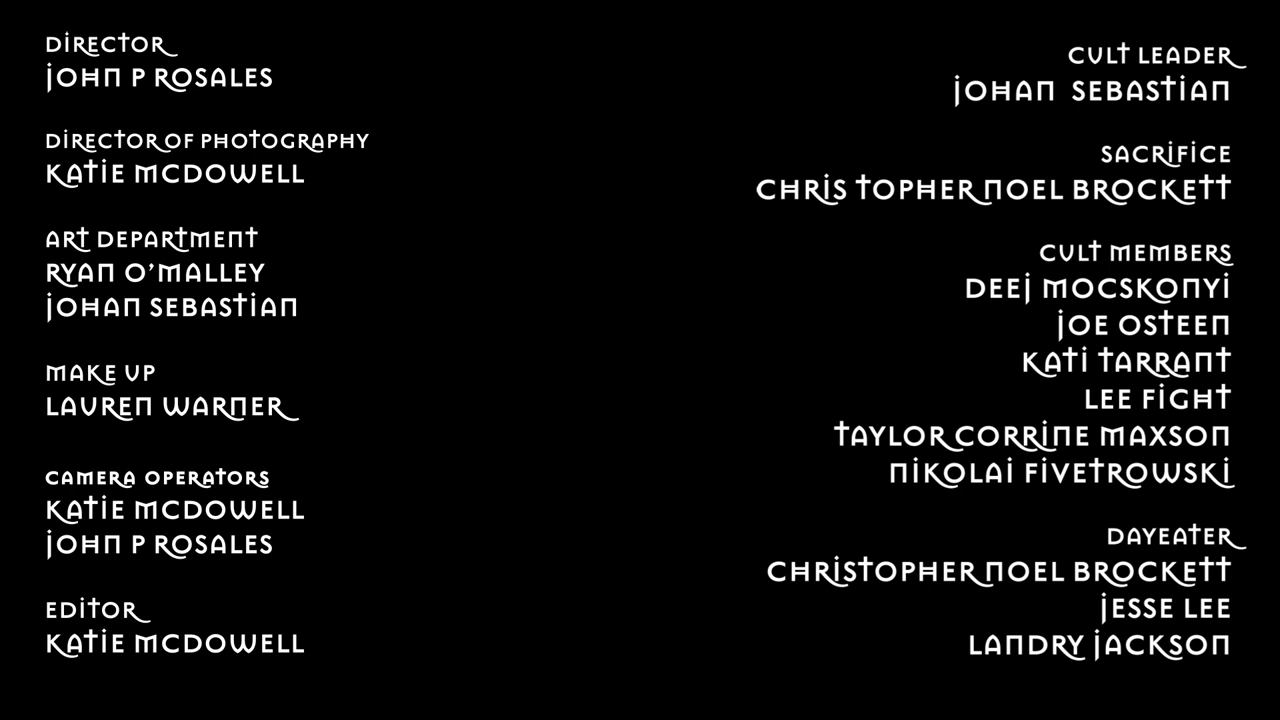 DIRECTOR
JOHN P ROSALES
DIRECTOR OF PHOTOGRAPHY
KATIE MCDOWELL
ART DEPARTMENT
RYAN O'MALLEY
JOHAN SEBASTIAN
MAKE UP
LAUREN WARNER
CAMERA OPERATORS
KATIE MCDOWELL
JOHN P ROSALES
EDITOR
KATIE MCDOWELL
CULT LEADER
JOHAN SEBASTIAN
SACRIFICE
CHRIS TOPHER NOEL BROCKETT
CULT MEMBERS
DEEJ MOCSKONYI
JOE OSTEEN
KATI TARRANT
LEE FIGHT
TAYLOR CORRINE MAXSON
NIKOLAI FIVETROWSKI
DAYEATER
CHRISTOPHER NOEL BROCKETT
JESSE LEE
LANDRY JACKSON